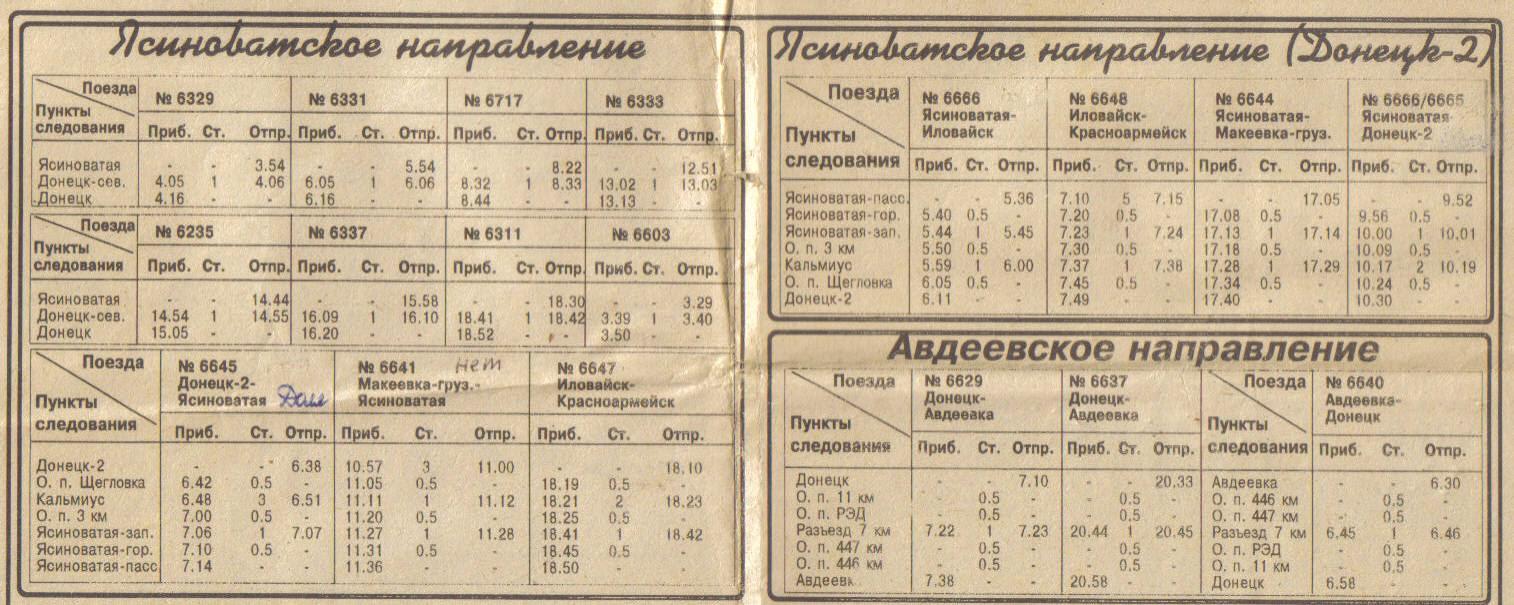 Ясиноватское направление
Поезда № 6329 № 6331 № 6717 № 6333
Пункты
следования Приб. Ст. Отпр. Приб. Ст. Отпр. Приб. Ст. Отпр. Приб. Ст. Отпр.
Ясиноватая - - 3.54 - - 5.54 - - 8.22 - - 12.51
Донецк-сев. 4.05 1 4.06 6.05 1 6.06 8.32 1 8.33 13.02 1 13.03
Донецк 4.16 - - 6.16 - - 8.44 - - 13.13 - -
Поезда № 6235 № 6337 № 6311 № 6603
Пункты
следования Приб. Ст. Отпр. Приб. Ст. Отпр. Приб. Ст. Отпр. Приб. Ст. Отпр.
Ясиноватая - - 14.44 - - 15.58 - - 18.30 - - 3.29
Донецк-сев. 14.54 1 14.55 16.09 1 16.10 18.41 1 18.42 3.39 1 3.40
Донецк 15.05 - - 16.20 - - 18.52 - - 3.50 - -
Поезда № 6645 № 6641 нет № 6647
Донецк-2- Макеевка-груз.- Иловайск-
Пункты Ясиноватая Ясиноватая Красноармейск
следования Приб. Ст. Отпр. Приб. Ст. Отпр. Приб. Ст. Отпр.
Донецк-2 - - 6.38 10.57 3 11.00 - - 18.10
О. п. Щегловка 6.42 0.5 - 11.05 0.5 - 18.19 0.5 -
Кальмиус 6.48 3 6.51 11.11 1 11.12 18.21 2 18.23
О. п. 3 км 7.00 0.5 - 11.20 0.5 - 18.25 0.5 -
Ясиноватая-зап. 7.06 1 7.07 11.27 1 11.28 18.41 1 18.42
Ясиноватая-гор. 7.10 0.5 - 11.31 0.5 - 18.45 0.5 -
Ясиноватая-пасс 7.14 - - 11.36 - - 18.50 - -
Ясиноватское направление (Донецк-2)
Поезда № 6666 № 6648 № 6644 № 6666/6665
Ясиноватая- Иловайск- Ясиноватая- Ясиноватая-
Пункты Иловайск Красноармейск Макеевка-груз. Донецк-2
следования Приб. Ст. Отпр. Приб. Ст. Отпр. Приб. Ст. Отпр. Приб. Ст. Отпр.
Ясиноватая-пасс. - - 5.36 7.10 5 7.15 - - 17.05 - - 9.52
Ясиноватая-гор. 5.40 0.5 - 7.20 0.5 - 17.08 0.5 - 9.56 0.5 -
Ясиноватая-зап. 5.44 1 5.45 7.23 1 7.24 17.13 1 17.14 10.00 1 10.01
О. п. 3 км 5.50 0.5 - 7.30 0.5 - 17.18 0.5 - 10.09 0.5 -
Кальмиус 5.59 1 6.00 7.37 1 7.38 17.28 1 17.29 10.17 2 10.19
О. п. Щегловка 6.05 0.5 - 7.45 0.5 - 17.34 0.5 - 10.24 0.5 -
Донецк-2 6.11 - - 7.49 - - 17.40 - - 10.30 - -
Авдеевское направление
Поезда № 6629 № 6637 Поезда № 6640
Донецк- Донецк- Авдеевка-
Пункты Авдеевка Авдеевка Пункты Донецк
следования Приб. Ст. Отпр. Приб. Ст. Отпр. следования Приб. Ст. Отпр.
Донецк - - 7.10 - - 20.33 Авдеевка - - 6.30
О. п. 11 км 0.5 - - 0.5 - О. п. 446 км - 0.5 -
О. п. РЭД 0.5 - - 0.5 - О. п. 447 км - 0.5 -
Разъезд 7 км 7.22 1 7.23 20.44 1 20.45 Разъезд 7 км 6.45 1 6.46
О. п. 447 км - 0.5 - - 0.5 - О. п. РЭД - 0.5 -
О. п. 446 км - 0.5 - - 0.5 - О. п. 11 км - 0.5 -
Авдеевк 7.38 - - 20.58 - - Донецк 6.58 - -